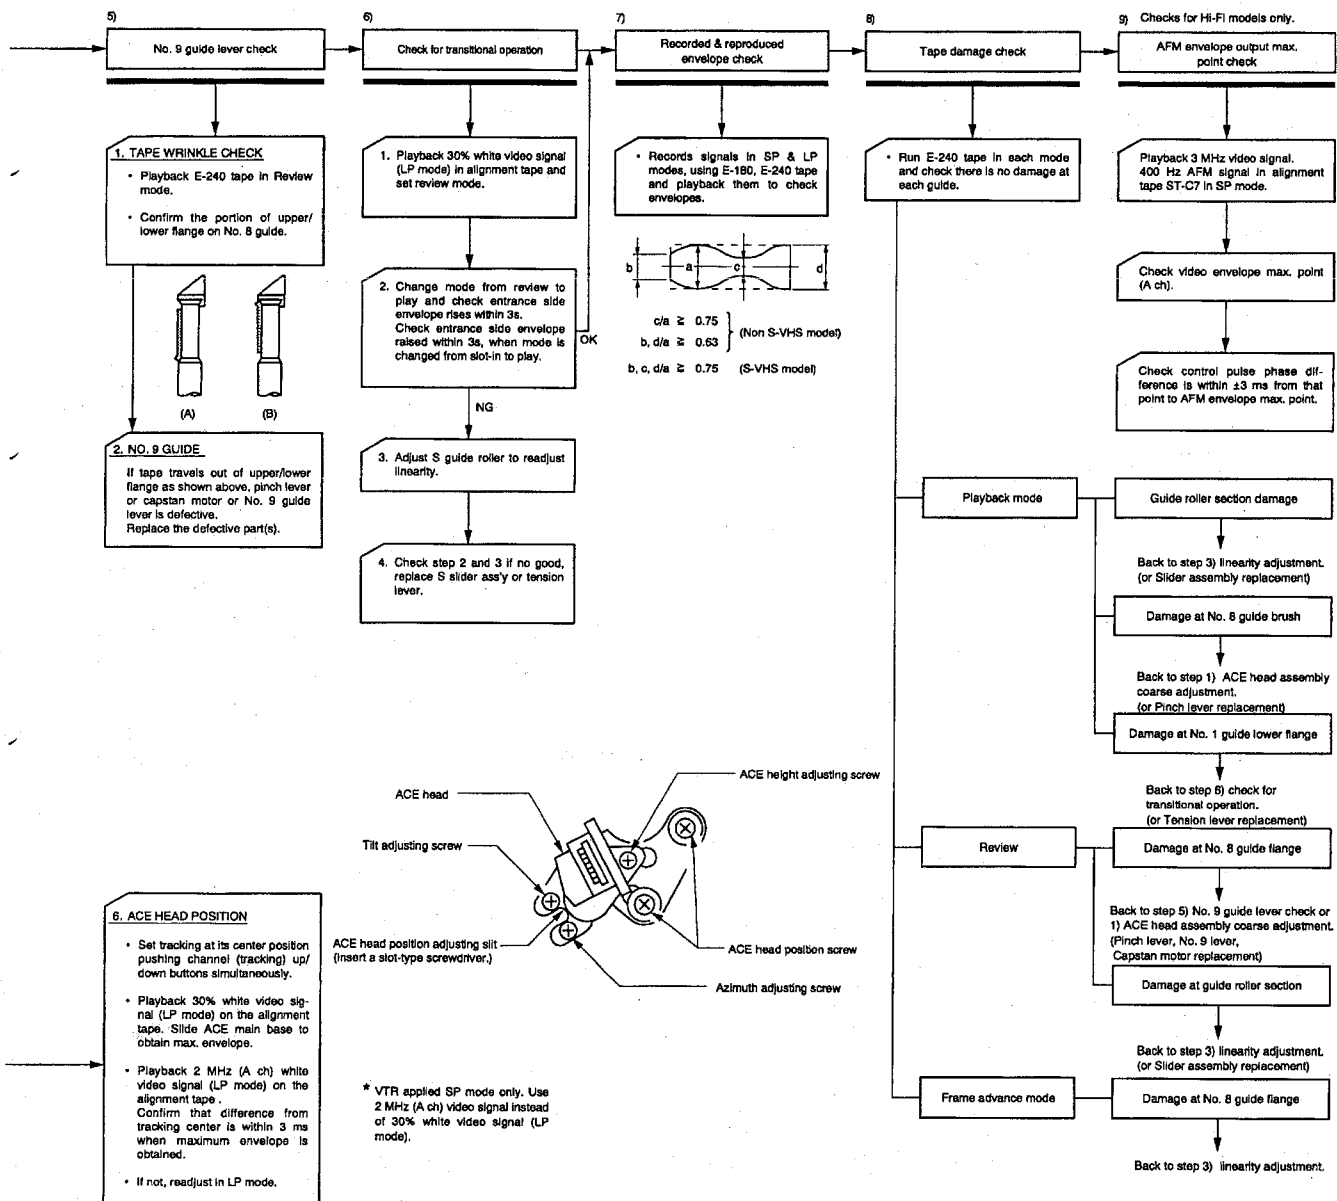 5)
No. 9 guide lever check
1. TAPE WRINKLE CHECK
• Playback E-240 tape in Review
mode.
• Confirm the portion of upper/
lower flange on No. 8 guide.
(A)
(B)
2. NO. 9 GUIDE
If tape travels out of upper/lower
flange as shown above, pinch lever
or capstan motor or No. 9 guide
lever is defective.
Replace the defective part(s).
6)
Check for transitional operation
1. Playback 30% white video signal
(LP mode) in alignment tape and
set review mode.
2. Change mode from review to
play and check entrance side
envelope rises within 3s.
Check entrance side envelope
raised within 3s, when mode is
changed from slot-in to play.
OK
NG
3. Adjust S guide roller to readjust
linearity.
4. Check step 2 and 3 if no good,
replace S slider ass'y or tension
lever.
7)
Recorded & reproduced
envelope check
• Records signals in SP & LP
modes, using E-180, E-240 tape
and playback them to check
envelopes.
b a c d
c/a ≧ 0.75
b, d/a ≧ 0.63
(Non S-VHS model)
b, c, d/a ≧ 0.75 (S-VHS model)
8)
Tape damage check
• Run E-240 tape in each mode
and check there is no damage at
each guide.
9) Checks for Hi-Fi models only.
AFM envelope output max.
point check
Playback 3 MHz video signal.
400 Hz AFM signal in alignment
tape ST-C7 in SP mode.
Check video envelope max. point
(A ch).
Check control pulse phase dif-
ference is within ±3 ms from that
point to AFM envelope max. point.
Playback mode
Guide roller section damage
Back to step 3) linearity adjustment.
(or Slider assembly replacement)
Damage at No. 8 guide brush
Back to step 1) ACE head assembly
coarse adjustment.
(or Pinch lever replacement)
Damage at No. 1 guide lower flange
Back to step 6) check for
transitional operation.
(or Tension lever replacement)
Review
Damage at No. 8 guide flange
Back to step 5) No. 9 guide lever check or
1) ACE head assembly coarse adjustment.
(Pinch lever, No. 9 lever,
Capstan motor replacement)
Damage at guide roller section
Back to step 3) linearity adjustment.
(or Slider assembly replacement)
Frame advance mode
Damage at No. 8 guide flange
Back to step 3) linearity adjustment.
6. ACE HEAD POSITION
• Set tracking at its center position
pushing channel (tracking) up/
down buttons simultaneously.
• Playback 30% white video sig-
nal (LP mode) on the alignment
tape. Slide ACE main base to
obtain max. envelope.
• Playback 2 MHz (A ch) white
video signal (LP mode) on the
alignment tape .
Confirm that difference from
tracking center is within 3 ms
when maximum envelope is
obtained.
• If not, readjust in LP mode.
ACE height adjusting screw
ACE head
Tilt adjusting screw
ACE head position adjusting slit
(Insert a slot-type screwdriver.)
ACE head position screw
Azimuth adjusting screw
* VTR applied SP mode only. Use
2 MHz (A ch) video signal instead
of 30% white video signal (LP
mode).